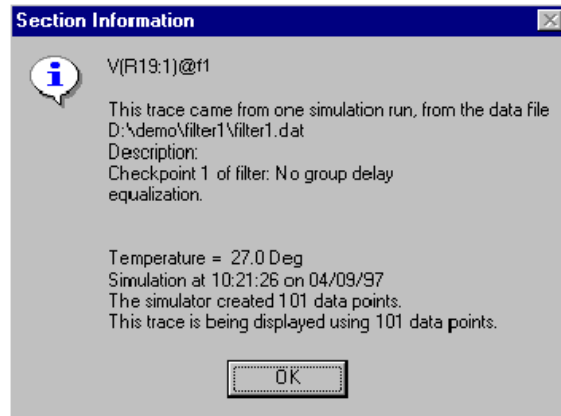 Section Information
V(R19:1)@f1
This trace came from one simulation run, from the data file
D:\demo\filter1\filter1.dat
Description:
Checkpoint 1 of filter: No group delay
equalization.
Temperature = 27.0 Deg
Simulation at 10:21:26 on 04/09/97
The simulator created 101 data points.
This trace is being displayed using 101 data points.
OK